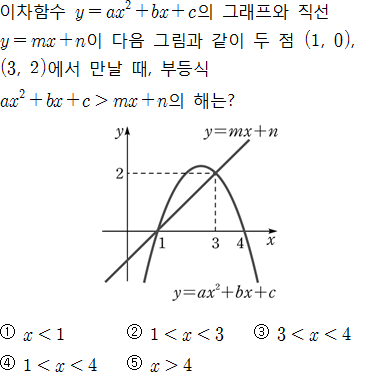 이차함수 y=ax²+bx+c의 그래프와 직선
y=mx+n이 다음 그림과 같이 두 점 (1, 0),
(3, 2)에서 만날 때, 부등식
ax²+bx+c>mx+n의 해는?
y y=mx+n
2
1 3 4 x
y=ax²+bx+c
① x<1 ② 1<x<3 ③ 3<x<4
④ 1<x<4 ⑤ x>4